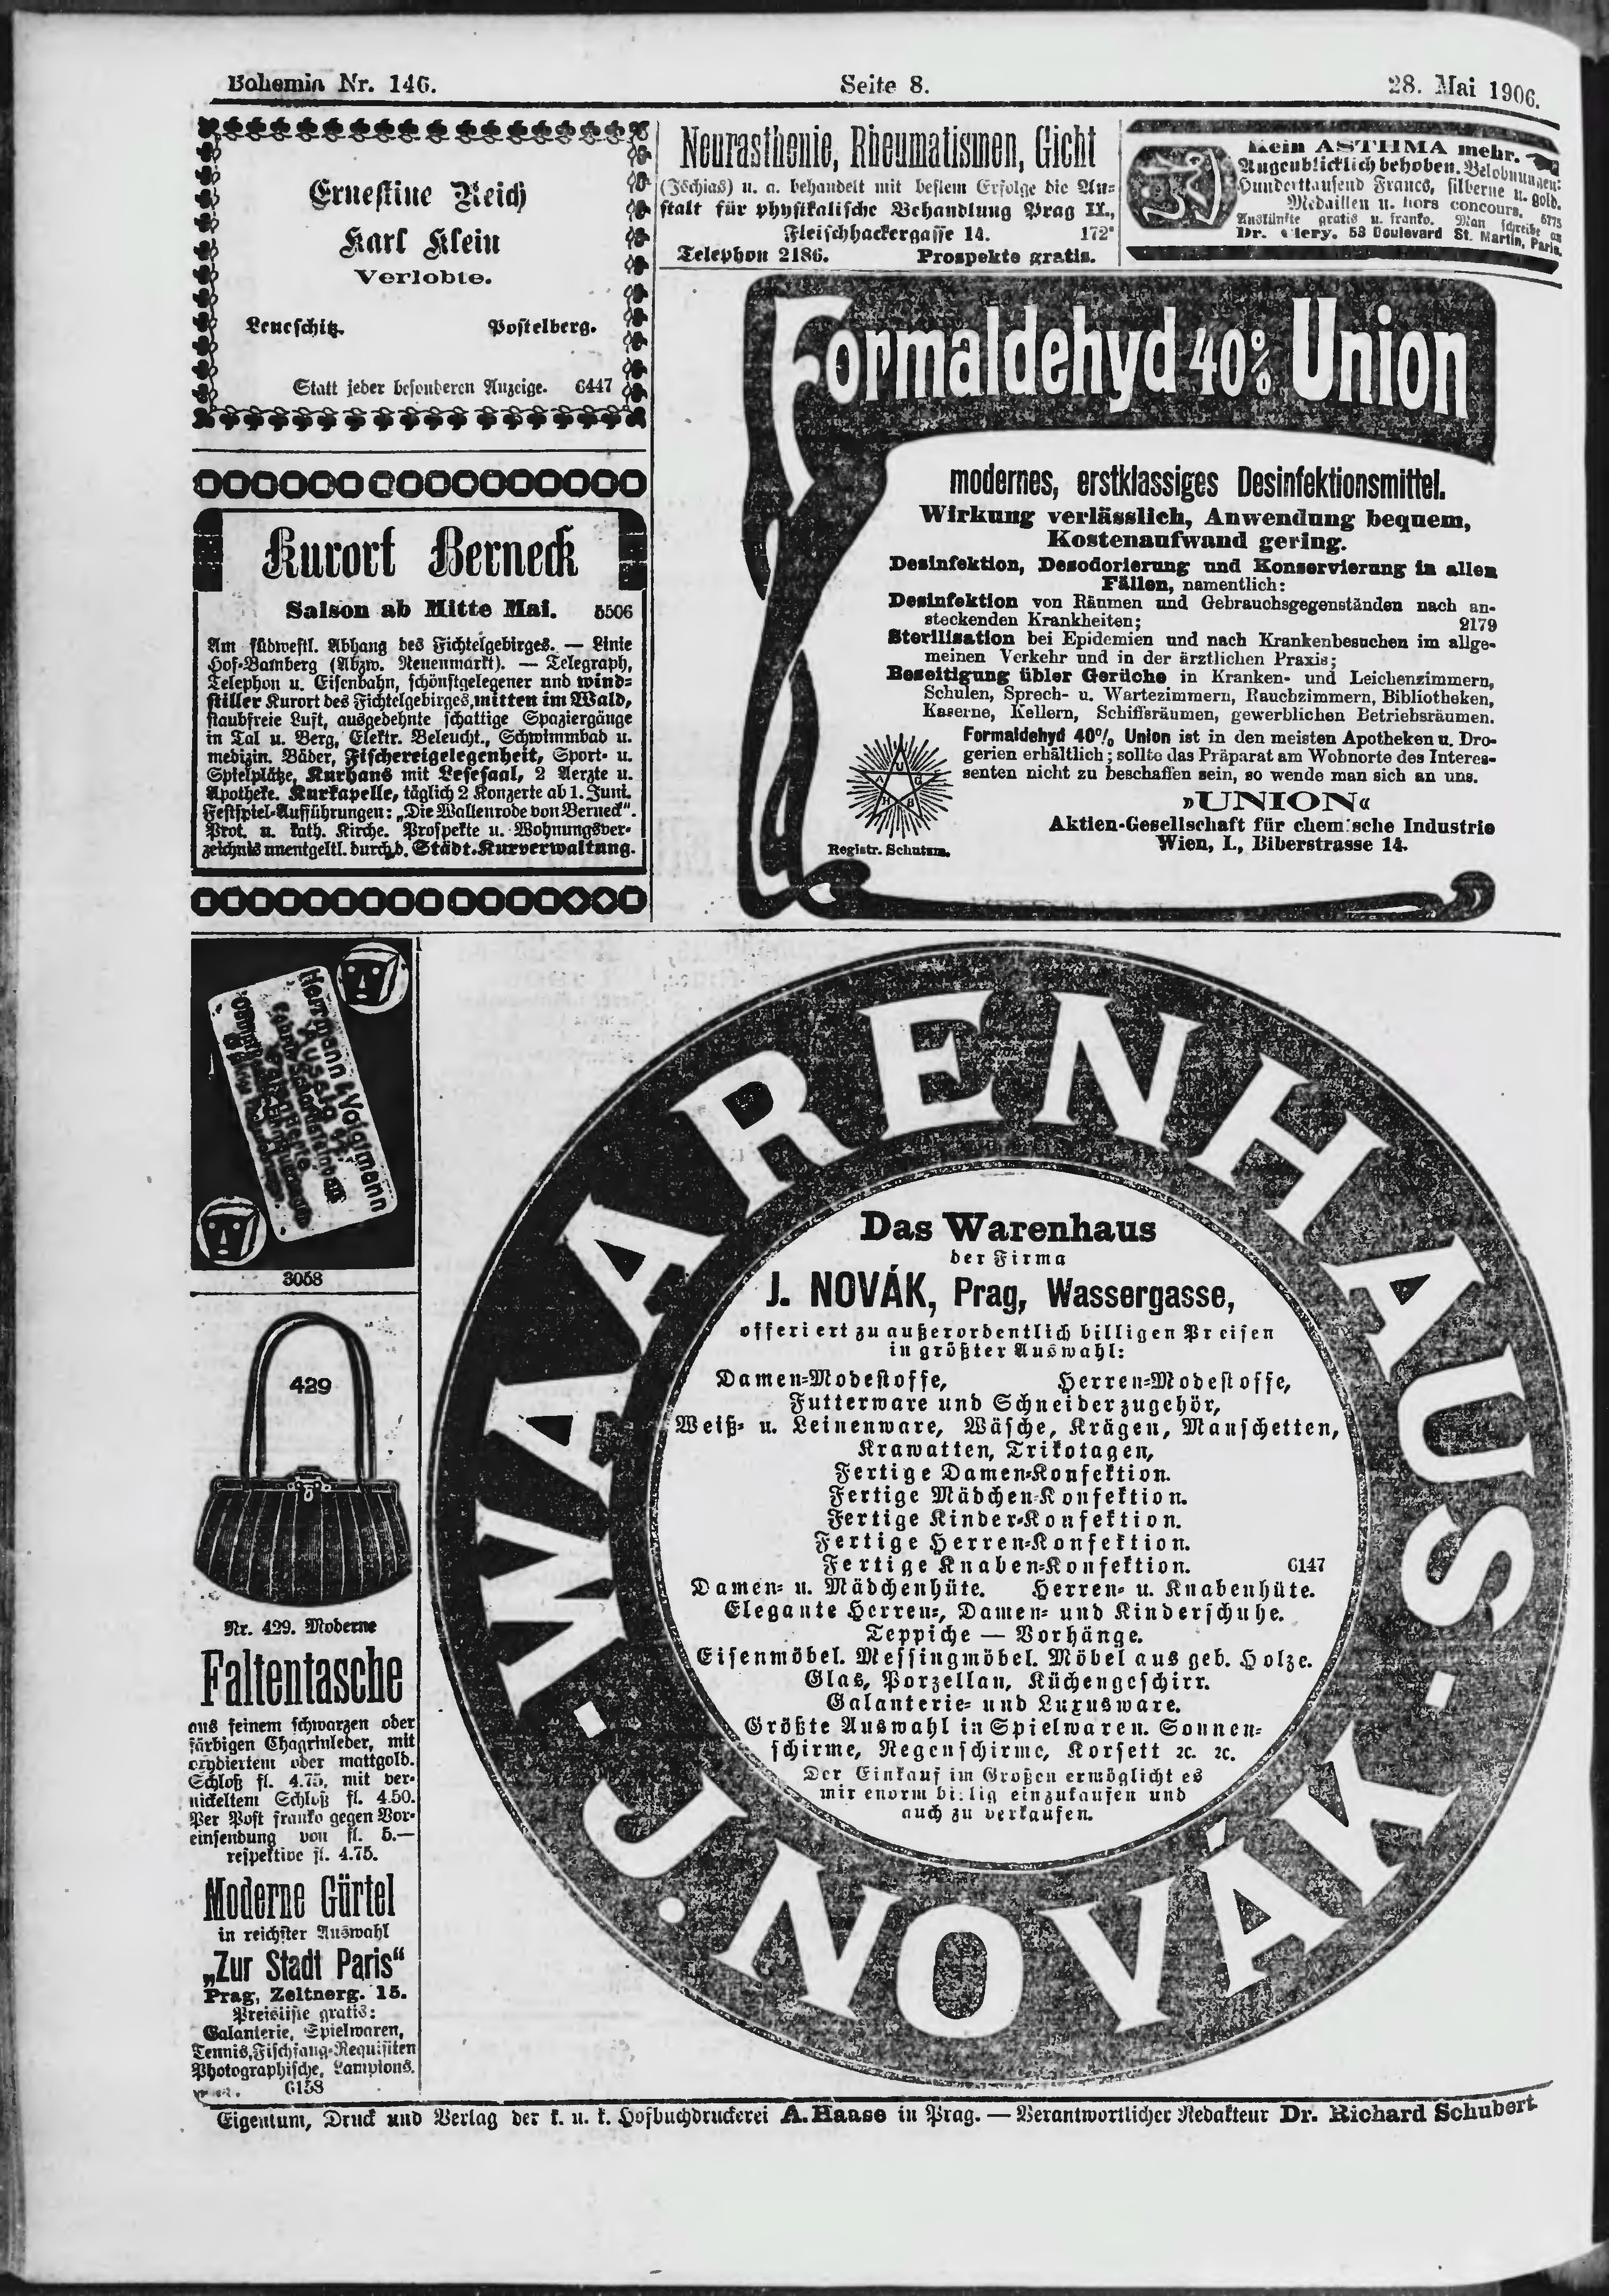 Bohemia Nr. 146.
Seite 8.
28. Mai 1906.
Ernestine Reich
Karl Klein
Verlobte.
Leneschitz. Postelberg.
Statt jeder besonderen Anzeige. 6447
Neurasthenie, Rheumatismen, Gicht
(Ischias) u. a. behandelt mit bestem Erfolge die An-
stalt für physikalische Behandlung Prag II.,
Fleischhackergasse 14. 172*
Telephon 2186. Prospekte gratis.
Kein ASTHMA mehr.
Augenblicklich behoben. Belobnungen:
Hunderttausend Francs, silberne u. gold.
Medaillen u. hors concours.
Auskünfte gratis u. franko. Man schreibe an 6775
Dr. Clery, 53 Boulevard St. Martin, Paris.
Formaldehyd 40% Union
modernes, erstklassiges Desinfektionsmittel.
Wirkung verlässlich, Anwendung bequem,
Kostenaufwand gering.
Desinfektion, Desodorierung und Konservierung in allen
Fällen, namentlich:
Desinfektion von Räumen und Gebrauchsgegenständen nach an-
steckenden Krankheiten; 2179
Sterilisation bei Epidemien und nach Krankenbesuchen im allge-
meinen Verkehr und in der ärztlichen Praxis;
Beseitigung übler Gerüche in Kranken- und Leichenzimmern,
Schulen, Sprech- u. Wartezimmern, Rauchzimmern, Bibliotheken,
Kaserne, Kellern, Schiffsräumen, gewerblichen Betriebsräumen.
Formaldehyd 40% Union ist in den meisten Apotheken u. Dro-
gerien erhältlich; sollte das Präparat am Wohnorte des Interes-
senten nicht zu beschaffen sein, so wende man sich an uns.
»UNION«
Aktien-Gesellschaft für chemische Industrie
Wien, I., Biberstrasse 14.
Registr. Schutzm.
Kurort Berneck
Saison ab Mitte Mai. 5506
Am südwestl. Abhang des Fichtelgebirges. — Linie
Hof-Bamberg (Abzw. Neuenmarkt). — Telegraph,
Telephon u. Eisenbahn, schönstgelegener und wind-
stiller Kurort des Fichtelgebirges, mitten im Wald,
staubfreie Luft, ausgedehnte schattige Spaziergänge
in Tal u. Berg, Elektr. Beleucht., Schwimmbad u.
medizin. Bäder, Fischereigelegenheit, Sport- u.
Spielplätze, Kurhaus mit Lesesaal, 2 Aerzte u.
Apotheke. Kurkapelle, täglich 2 Konzerte ab 1. Juni.
Festspiel-Aufführungen: „Die Wallenrode von Berneck“.
Prot. u. kath. Kirche. Prospekte u. Wohnungsver-
zeichnis unentgeltl. durch d. Städt. Kurverwaltung.
Hermann & Voigtmann
Aussig
3058
429
Nr. 429. Moderne
Faltentasche
aus feinem schwarzen oder
färbigen Chagrinleder, mit
oxydiertem oder mattgold.
Schloß fl. 4.75, mit ver-
nickeltem Schloß fl. 4.50.
Per Post franko gegen Vor-
einsendung von fl. 5.—
respektive fl. 4.75.
Moderne Gürtel
in reichster Auswahl
„Zur Stadt Paris“
Prag, Zeltnerg. 15.
Preisliste gratis:
Galanterie, Spielwaren,
Tennis, Fischfang-Requisiten
Photographische, Lampions.
6158
WARENHAUS
J. NOVÁK
Das Warenhaus
der Firma
J. NOVÁK, Prag, Wassergasse,
offeriert zu außerordentlich billigen Preisen
in größter Auswahl:
Damen-Modestoffe, Herren-Modestoffe,
Futterware und Schneiderzugehör,
Weiß- u. Leinenware, Wäsche, Krägen, Manschetten,
Krawatten, Trikotagen,
Fertige Damen-Konfektion.
Fertige Mädchen-Konfektion.
Fertige Kinder-Konfektion.
Fertige Herren-Konfektion.
Fertige Knaben-Konfektion. 6147
Damen- u. Mädchenhüte. Herren- u. Knabenhüte.
Elegante Herren-, Damen- und Kinderschuhe.
Teppiche — Vorhänge.
Eisenmöbel. Messingmöbel. Möbel aus geb. Holze.
Glas, Porzellan, Küchengeschirr.
Galanterie- und Luxusware.
Größte Auswahl in Spielwaren. Sonnen-
schirme, Regenschirme, Korsett ꝛc. ꝛc.
Der Einkauf im Großen ermöglicht es
mir enorm billig einzukaufen und
auch zu verkaufen.
Eigentum, Druck und Verlag der k. u. k. Hofbuchdruckerei A. Haase in Prag. — Verantwortlicher Redakteur Dr. Richard Schubert